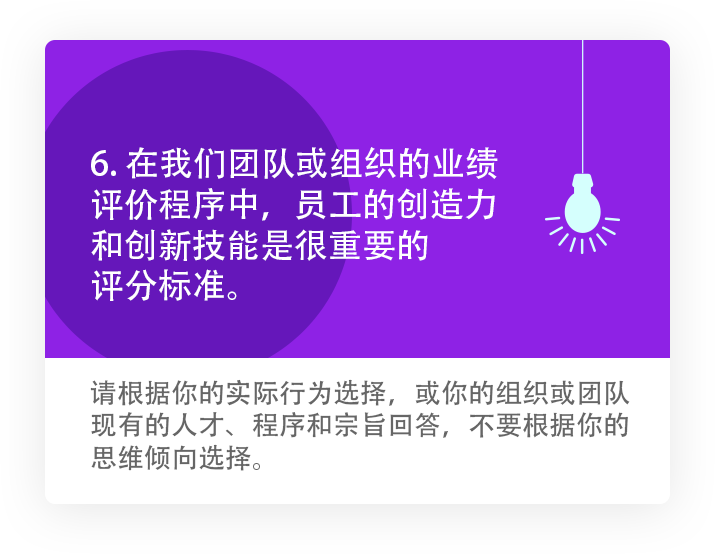 6. 在我们团队或组织的业绩
评价程序中，员工的创造力
和创新技能是很重要的
评分标准。
请根据你的实际行为选择，或你的组织或团队
现有的人才、程序和宗旨回答，不要根据你的
思维倾向选择。